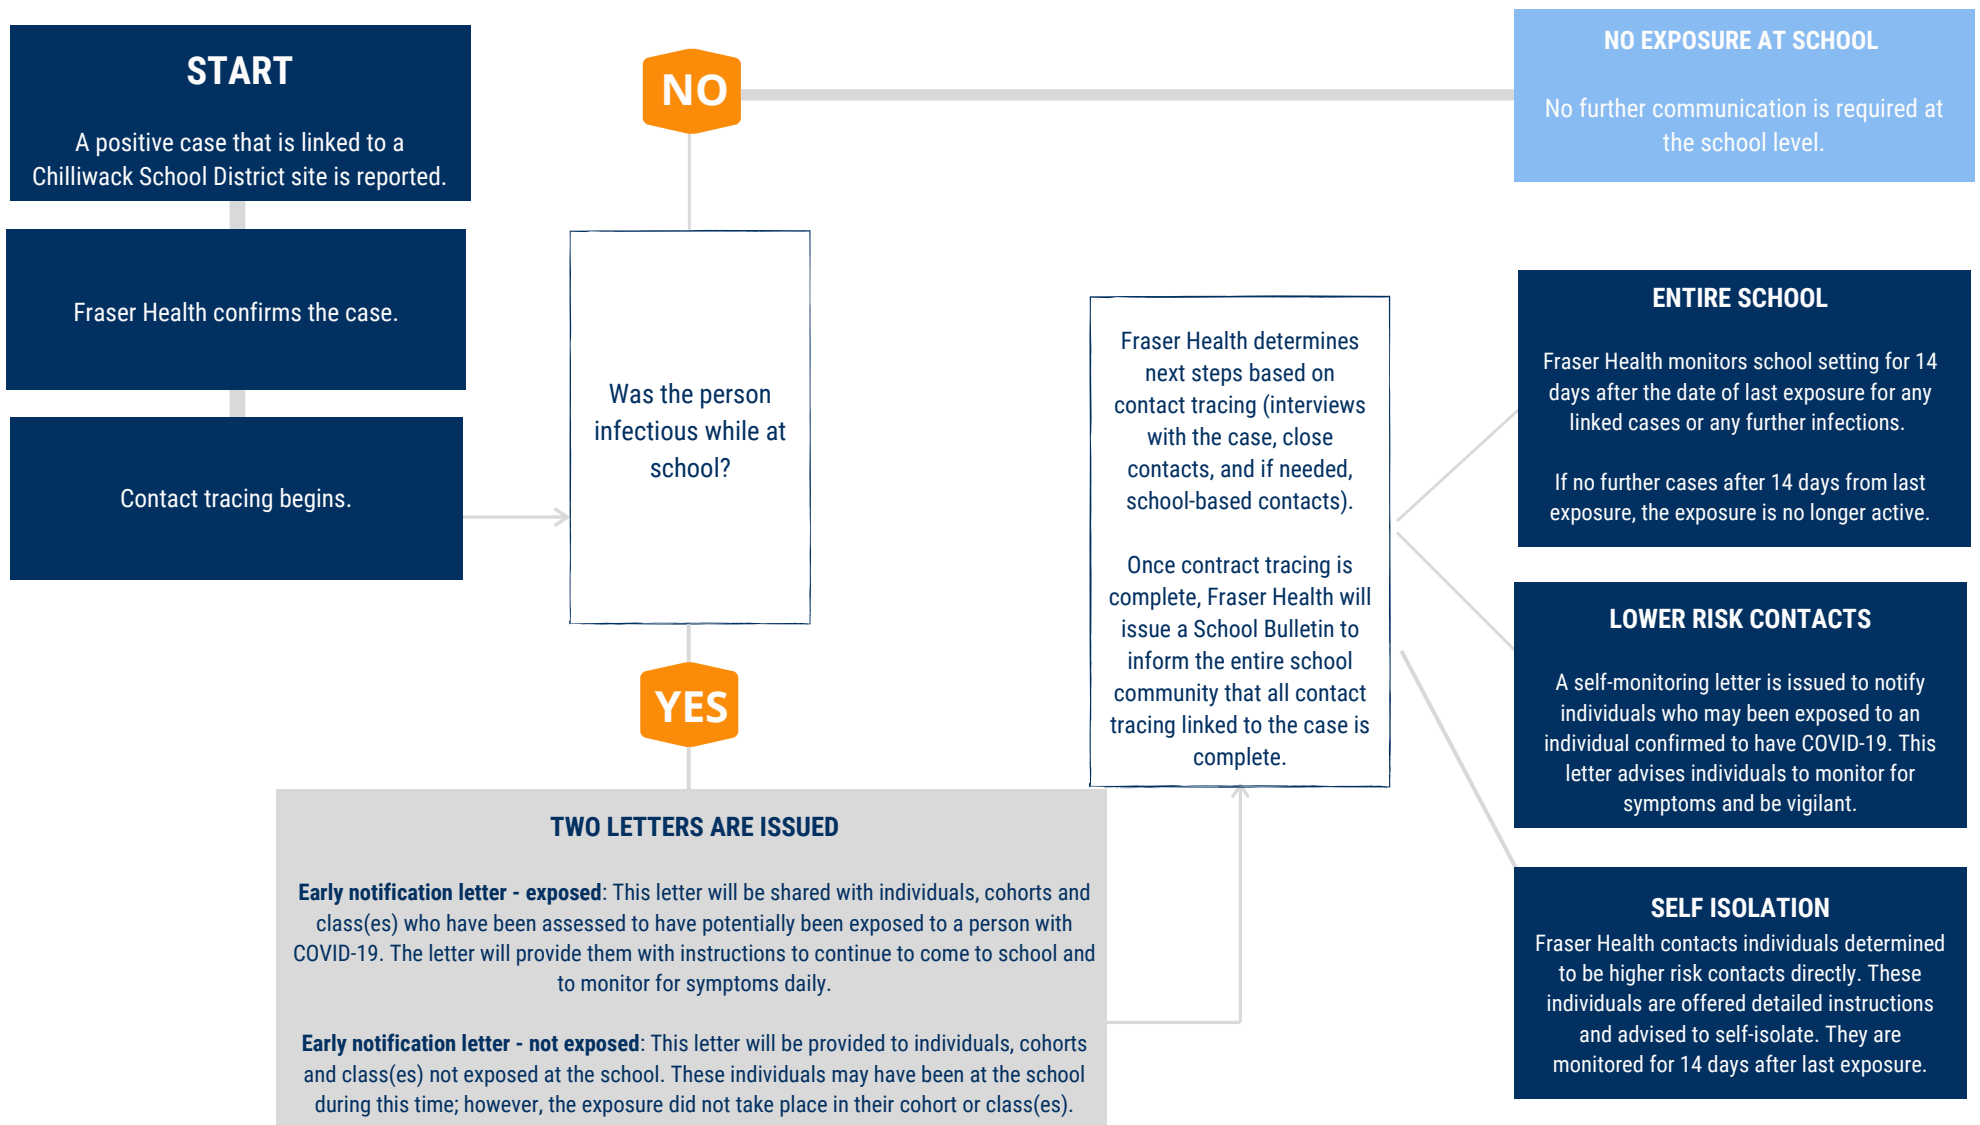 START
A positive case that is linked to a
Chilliwack School District site is reported.
Fraser Health confirms the case.
Contact tracing begins.
Was the person
infectious while at
school?
NO
NO EXPOSURE AT SCHOOL
No further communication is required at
the school level.
YES
TWO LETTERS ARE ISSUED
Early notification letter - exposed: This letter will be shared with individuals, cohorts and
class(es) who have been assessed to have potentially been exposed to a person with
COVID-19. The letter will provide them with instructions to continue to come to school and
to monitor for symptoms daily.
Early notification letter - not exposed: This letter will be provided to individuals, cohorts
and class(es) not exposed at the school. These individuals may have been at the school
during this time; however, the exposure did not take place in their cohort or class(es).
Fraser Health determines
next steps based on
contact tracing (interviews
with the case, close
contacts, and if needed,
school-based contacts).
Once contract tracing is
complete, Fraser Health will
issue a School Bulletin to
inform the entire school
community that all contact
tracing linked to the case is
complete.
ENTIRE SCHOOL
Fraser Health monitors school setting for 14
days after the date of last exposure for any
linked cases or any further infections.
If no further cases after 14 days from last
exposure, the exposure is no longer active.
LOWER RISK CONTACTS
A self-monitoring letter is issued to notify
individuals who may been exposed to an
individual confirmed to have COVID-19. This
letter advises individuals to monitor for
symptoms and be vigilant.
SELF ISOLATION
Fraser Health contacts individuals determined
to be higher risk contacts directly. These
individuals are offered detailed instructions
and advised to self-isolate. They are
monitored for 14 days after last exposure.